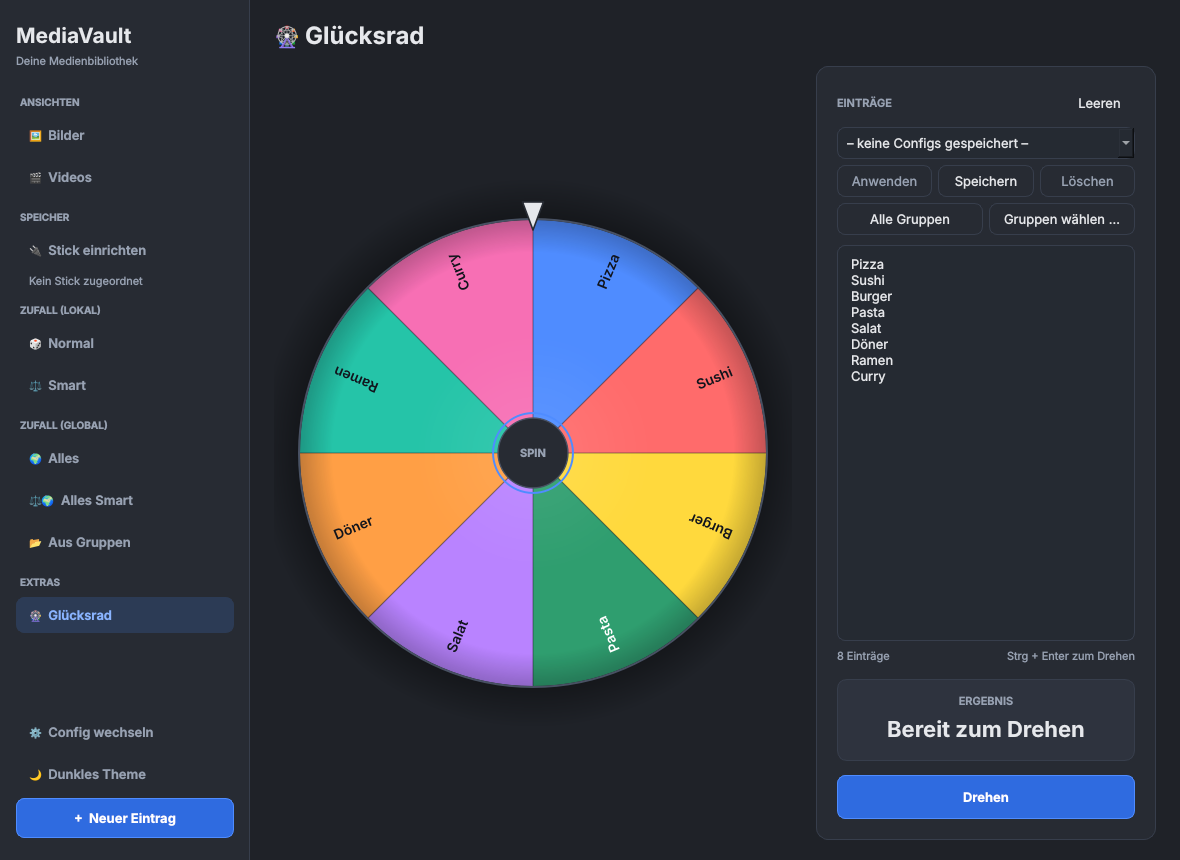 MediaVault
Deine Medienbibliothek
ANSICHTEN
Bilder
Videos
SPEICHER
Stick einrichten
Kein Stick zugeordnet
ZUFALL (LOKAL)
Normal
Smart
ZUFALL (GLOBAL)
Alles
Alles Smart
Aus Gruppen
EXTRAS
Glücksrad
Config wechseln
Dunkles Theme
+ Neuer Eintrag
Glücksrad
Pizza
Sushi
Burger
Pasta
Salat
Döner
Ramen
Curry
SPIN
EINTRÄGE
Leeren
– keine Configs gespeichert –
Anwenden Speichern Löschen
Alle Gruppen Gruppen wählen ...
Pizza
Sushi
Burger
Pasta
Salat
Döner
Ramen
Curry
8 Einträge Strg + Enter zum Drehen
ERGEBNIS
Bereit zum Drehen
Drehen